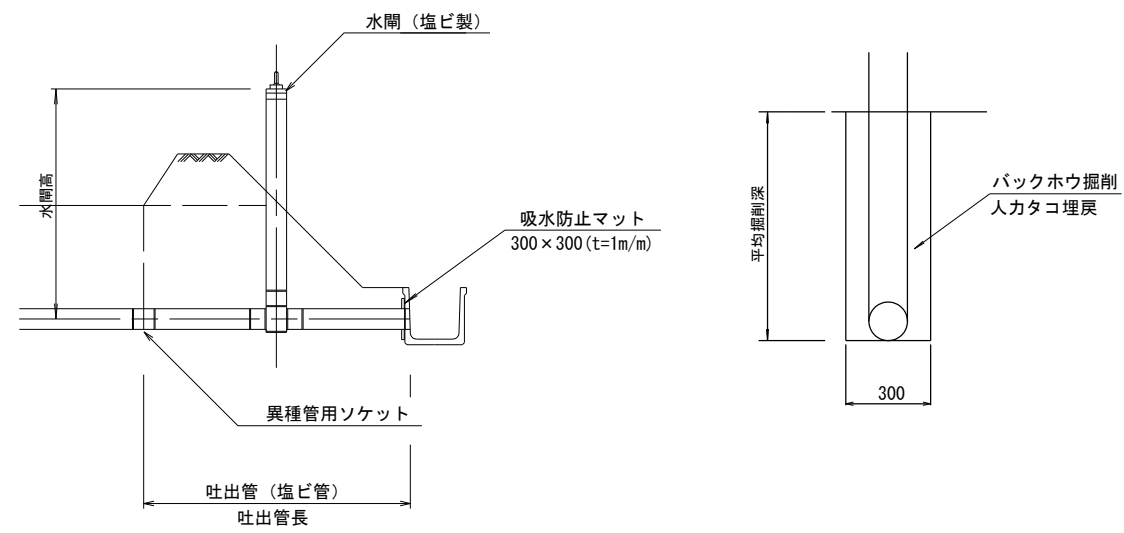 水閘（塩ビ製）
水閘高
吸水防止マット
300×300(t=1m/m)
異種管用ソケット
吐出管（塩ビ管）
吐出管長
平均掘削深
バックホウ掘削
人力タコ埋戻
300